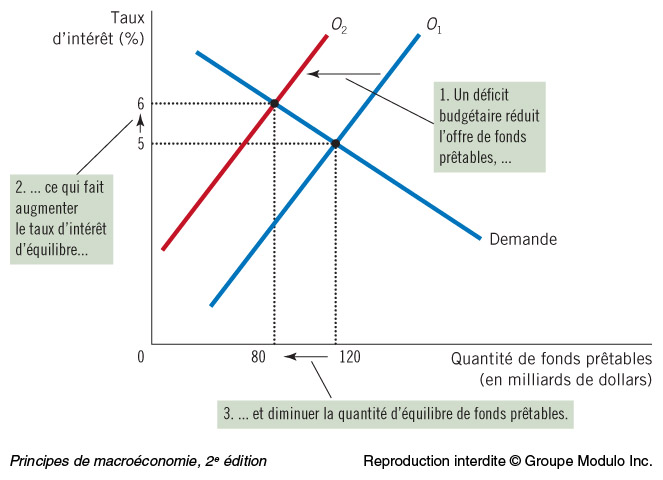 Taux
d'intérêt (%)
O2
O1
1. Un déficit
budgétaire réduit
l'offre de fonds
prêtables, ...
6
5
2. ... ce qui fait
augmenter
le taux d'intérêt
d'équilibre...
Demande
0
80
120
Quantité de fonds prêtables
(en milliards de dollars)
3. ... et diminuer la quantité d'équilibre de fonds prêtables.
Principes de macroéconomie, 2e édition
Reproduction interdite © Groupe Modulo Inc.